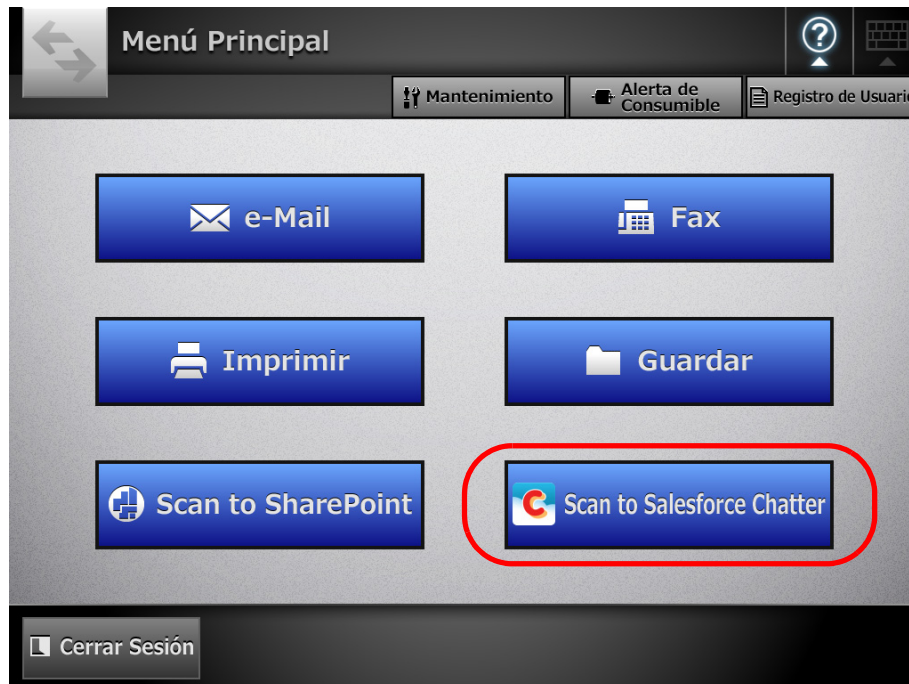 Menú Principal
?
Mantenimiento
Alerta de
Consumible
Registro de Usuari
e-Mail
Fax
Imprimir
Guardar
Scan to SharePoint
C Scan to Salesforce Chatter
Cerrar Sesión